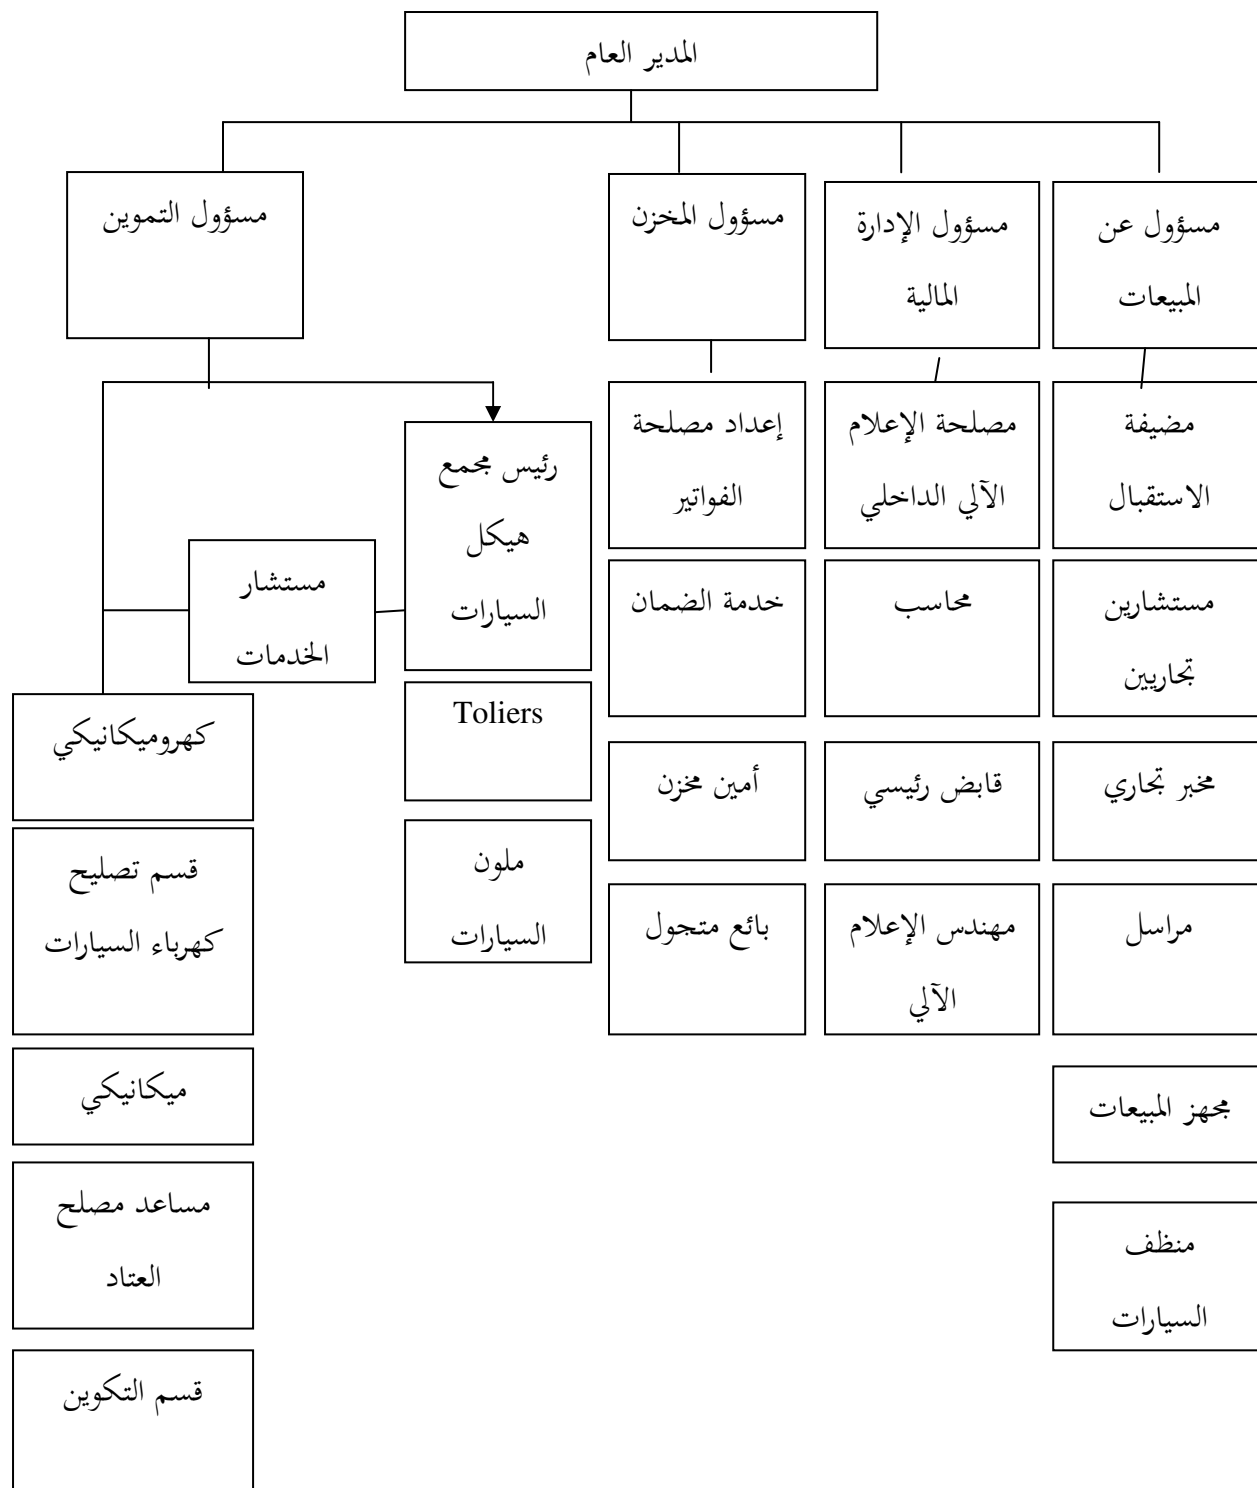 المدير العام
مسؤول عن
المبيعات
مسؤول الإدارة
المالية
مسؤول المخزن
مسؤول التموين
مضيفة
الاستقبال
مستشارين
تجاريين
مخبر تجاري
مراسل
مجهز المبيعات
منظف
السيارات
مصلحة الإعلام
الآلي الداخلي
محاسب
قابض رئيسي
مهندس الإعلام
الآلي
إعداد مصلحة
الفواتير
خدمة الضمان
أمين مخزن
بائع متجول
رئيس مجمع
هيكل
السيارات
Toliers
ملون
السيارات
مستشار
الخدمات
كهروميكانيكي
قسم تصليح
كهرباء السيارات
ميكانيكي
مساعد مصلح
العتاد
قسم التكوين